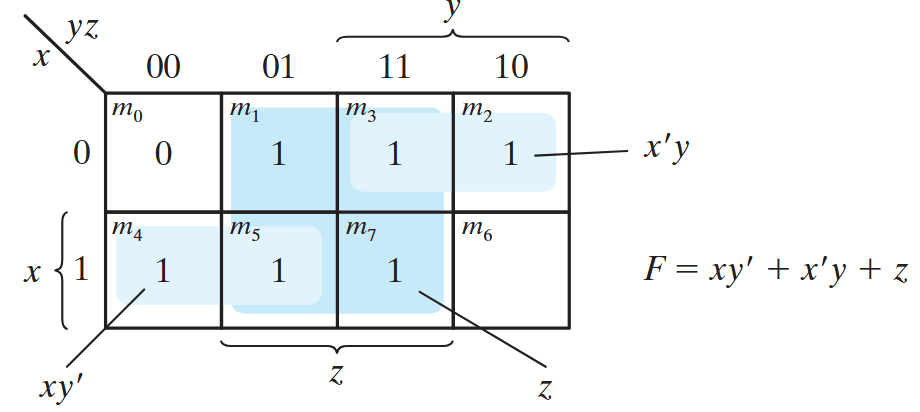 y
yz
x
00 01 11 10
m₀ m₁ m₃ m₂
0 0 1 1 1 x′y
m₄ m₅ m₇ m₆
x 1 1 1 1 F = xy′ + x′y + z
z
xy′ z